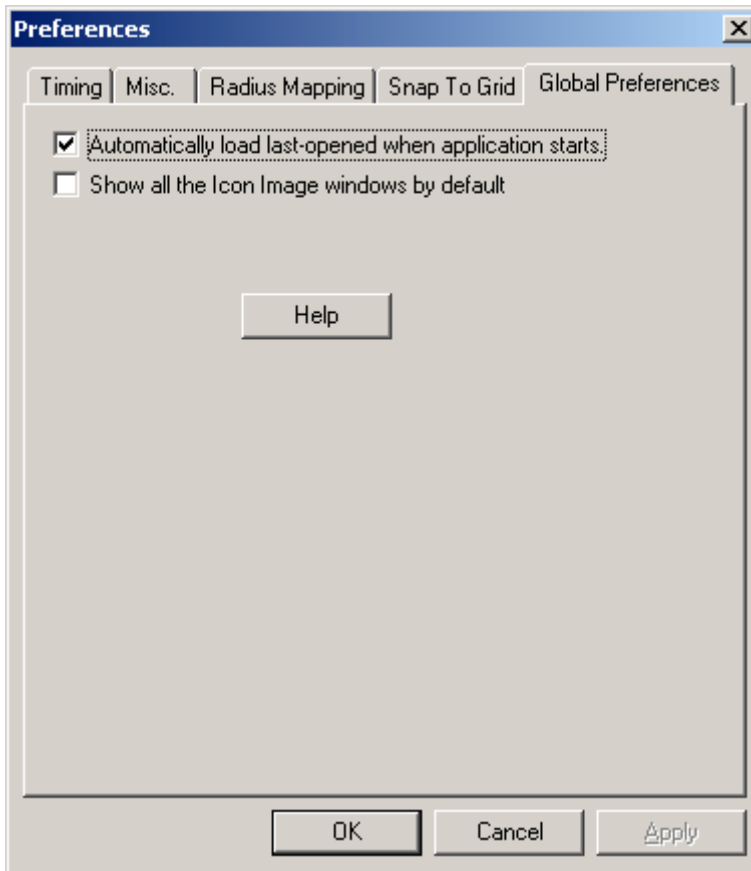 Preferences
Timing Misc. Radius Mapping Snap To Grid Global Preferences
Automatically load last-opened when application starts.
Show all the Icon Image windows by default
Help
OK Cancel Apply